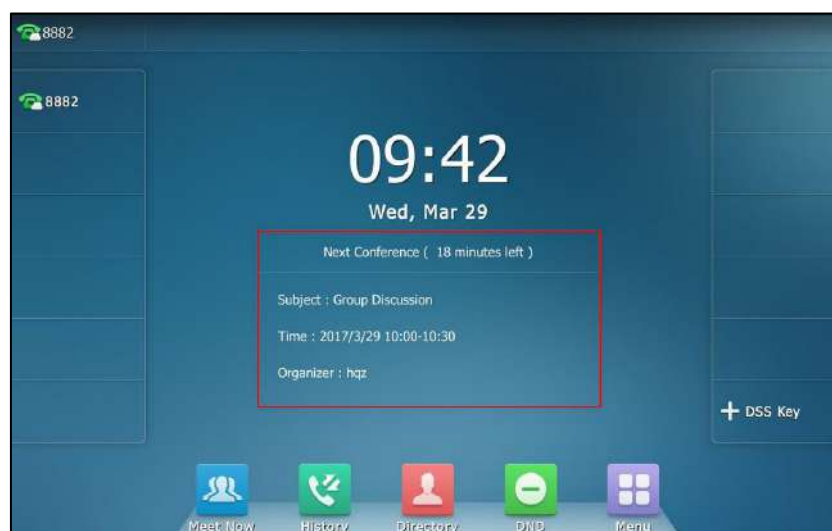 8882
8882
09:42
Wed, Mar 29
Next Conference ( 18 minutes left )
Subject : Group Discussion
Time : 2017/3/29 10:00-10:30
Organizer : hqz
DSS Key
Meet Now
History
Directory
DND
Menu